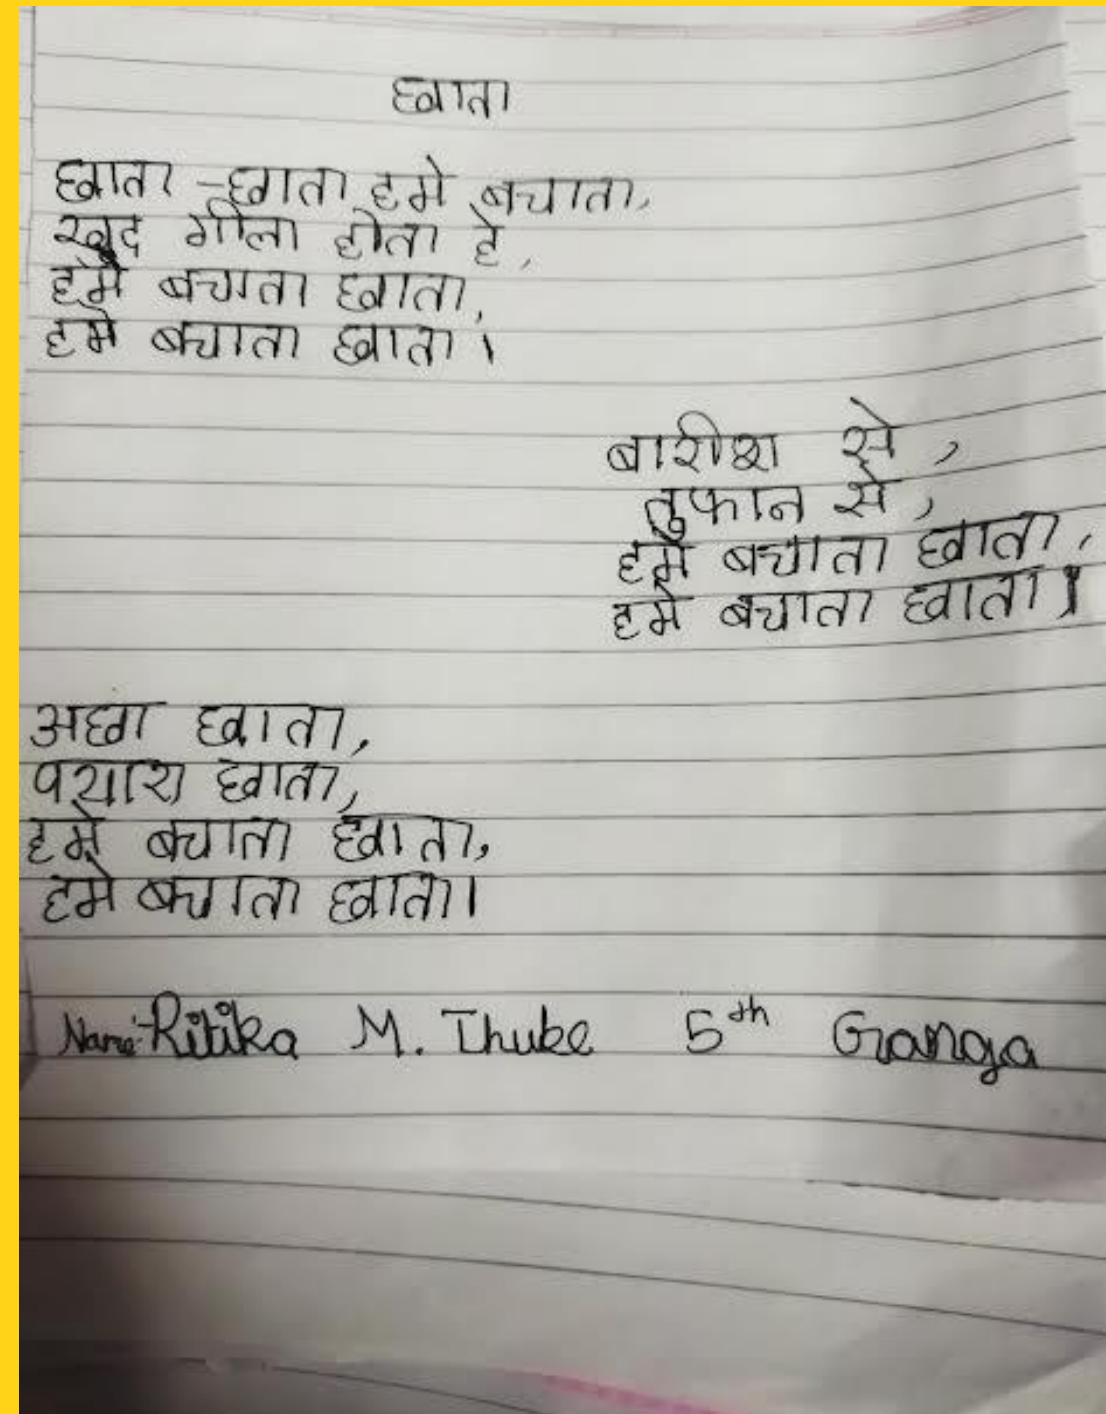 छाता
छाता -छाता हमे बचाता,
खुद गीला होता हे,
हमे बचाता छाता,
हमे बचाता छाता।
बारीश से,
तुफान से,
हमे बचाता छाता,
हमे बचाता छाता।
अछा छाता,
पयारा छाता,
हमे बचाता छाता,
हमे बचाता छाता।
Name:-Ritika M. Thube 5th Ganga